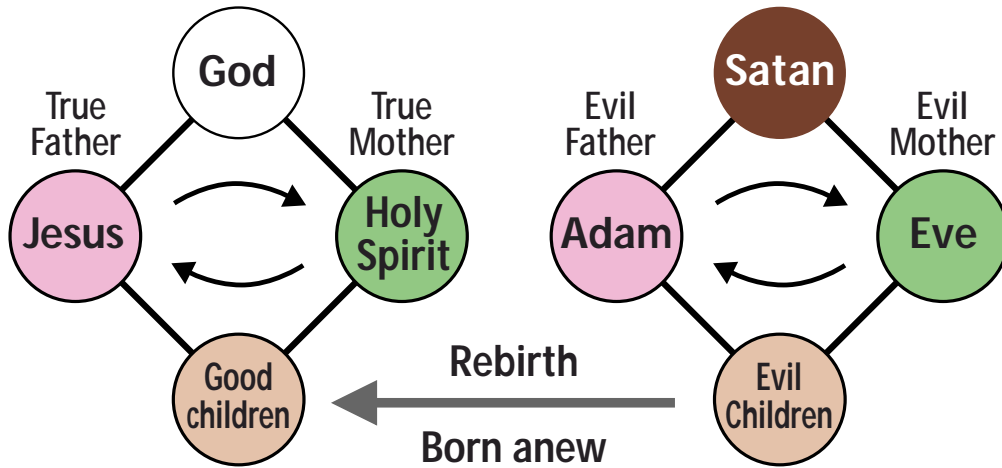 God
True
Father
True
Mother
Jesus
Holy
Spirit
Good
children
Satan
Evil
Father
Evil
Mother
Adam
Eve
Evil
Children
Rebirth
Born anew